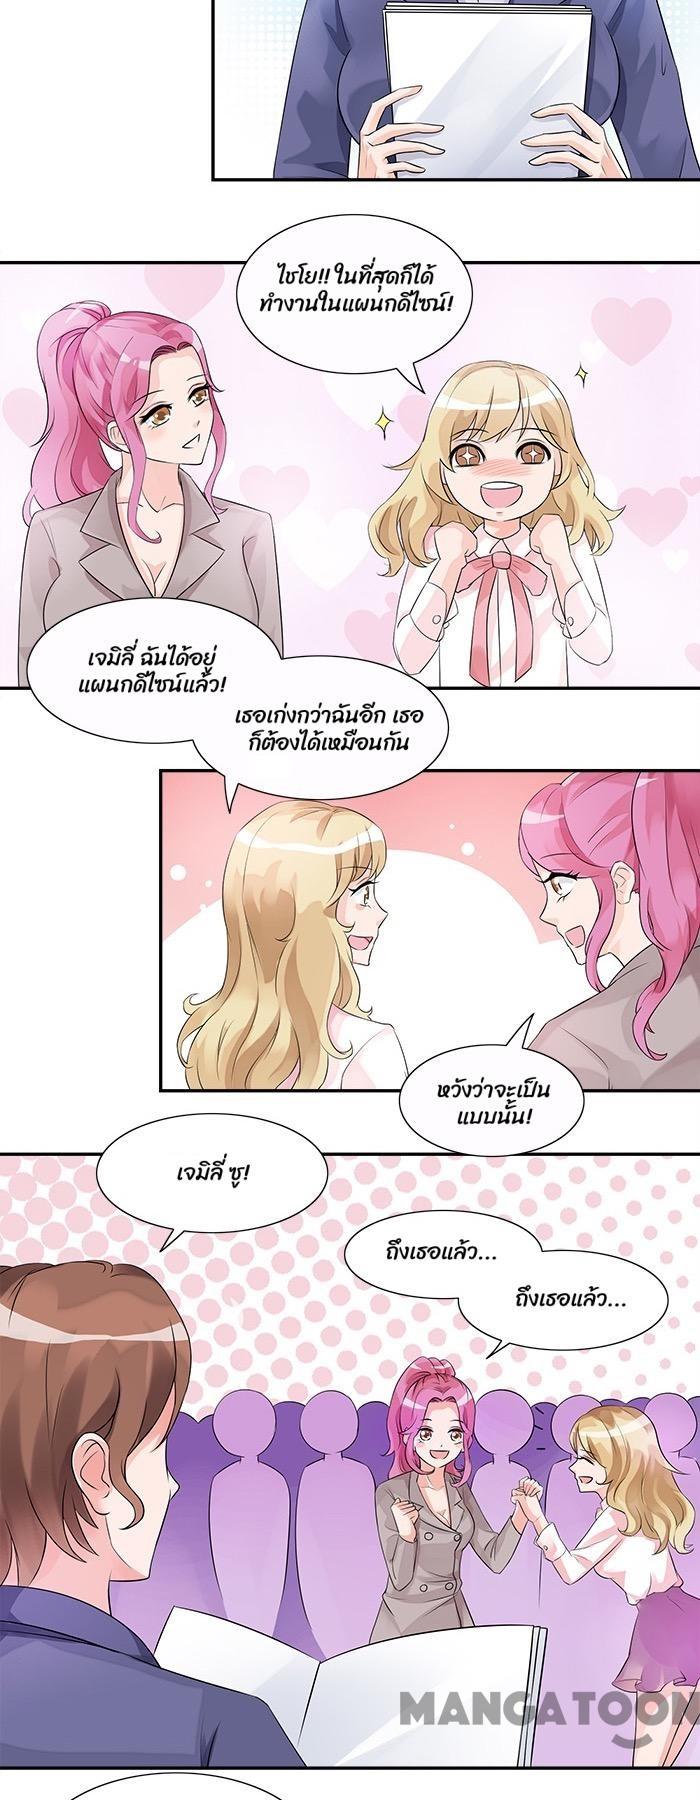 ไชโย!! ในที่สุดก็ได้
ทำงานในแผนกดีไซน์!
เจมิลี่ ฉันได้อยู่
แผนกดีไซน์แล้ว!
เธอเก่งกว่าฉันอีก เธอ
ก็ต้องได้เหมือนกัน
หวังว่าจะเป็น
แบบนั้น!
เจมิลี่ ซู!
ถึงเธอแล้ว...
ถึงเธอแล้ว...
MANGATOON